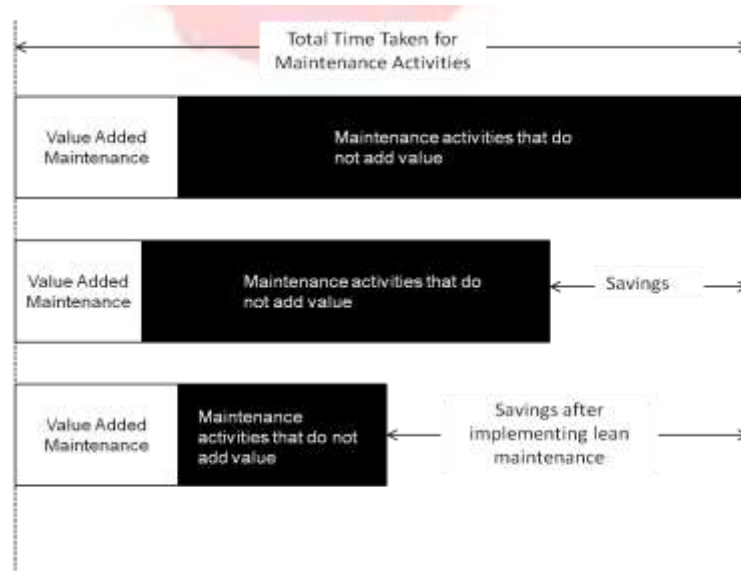 Total Time Taken for
Maintenance Activities
Value Added
Maintenance
Maintenance activities that do
not add value
Value Added
Maintenance
Maintenance activities that do
not add value
Savings
Value Added
Maintenance
Maintenance
activities that do not
add value
Savings after
implementing lean
maintenance